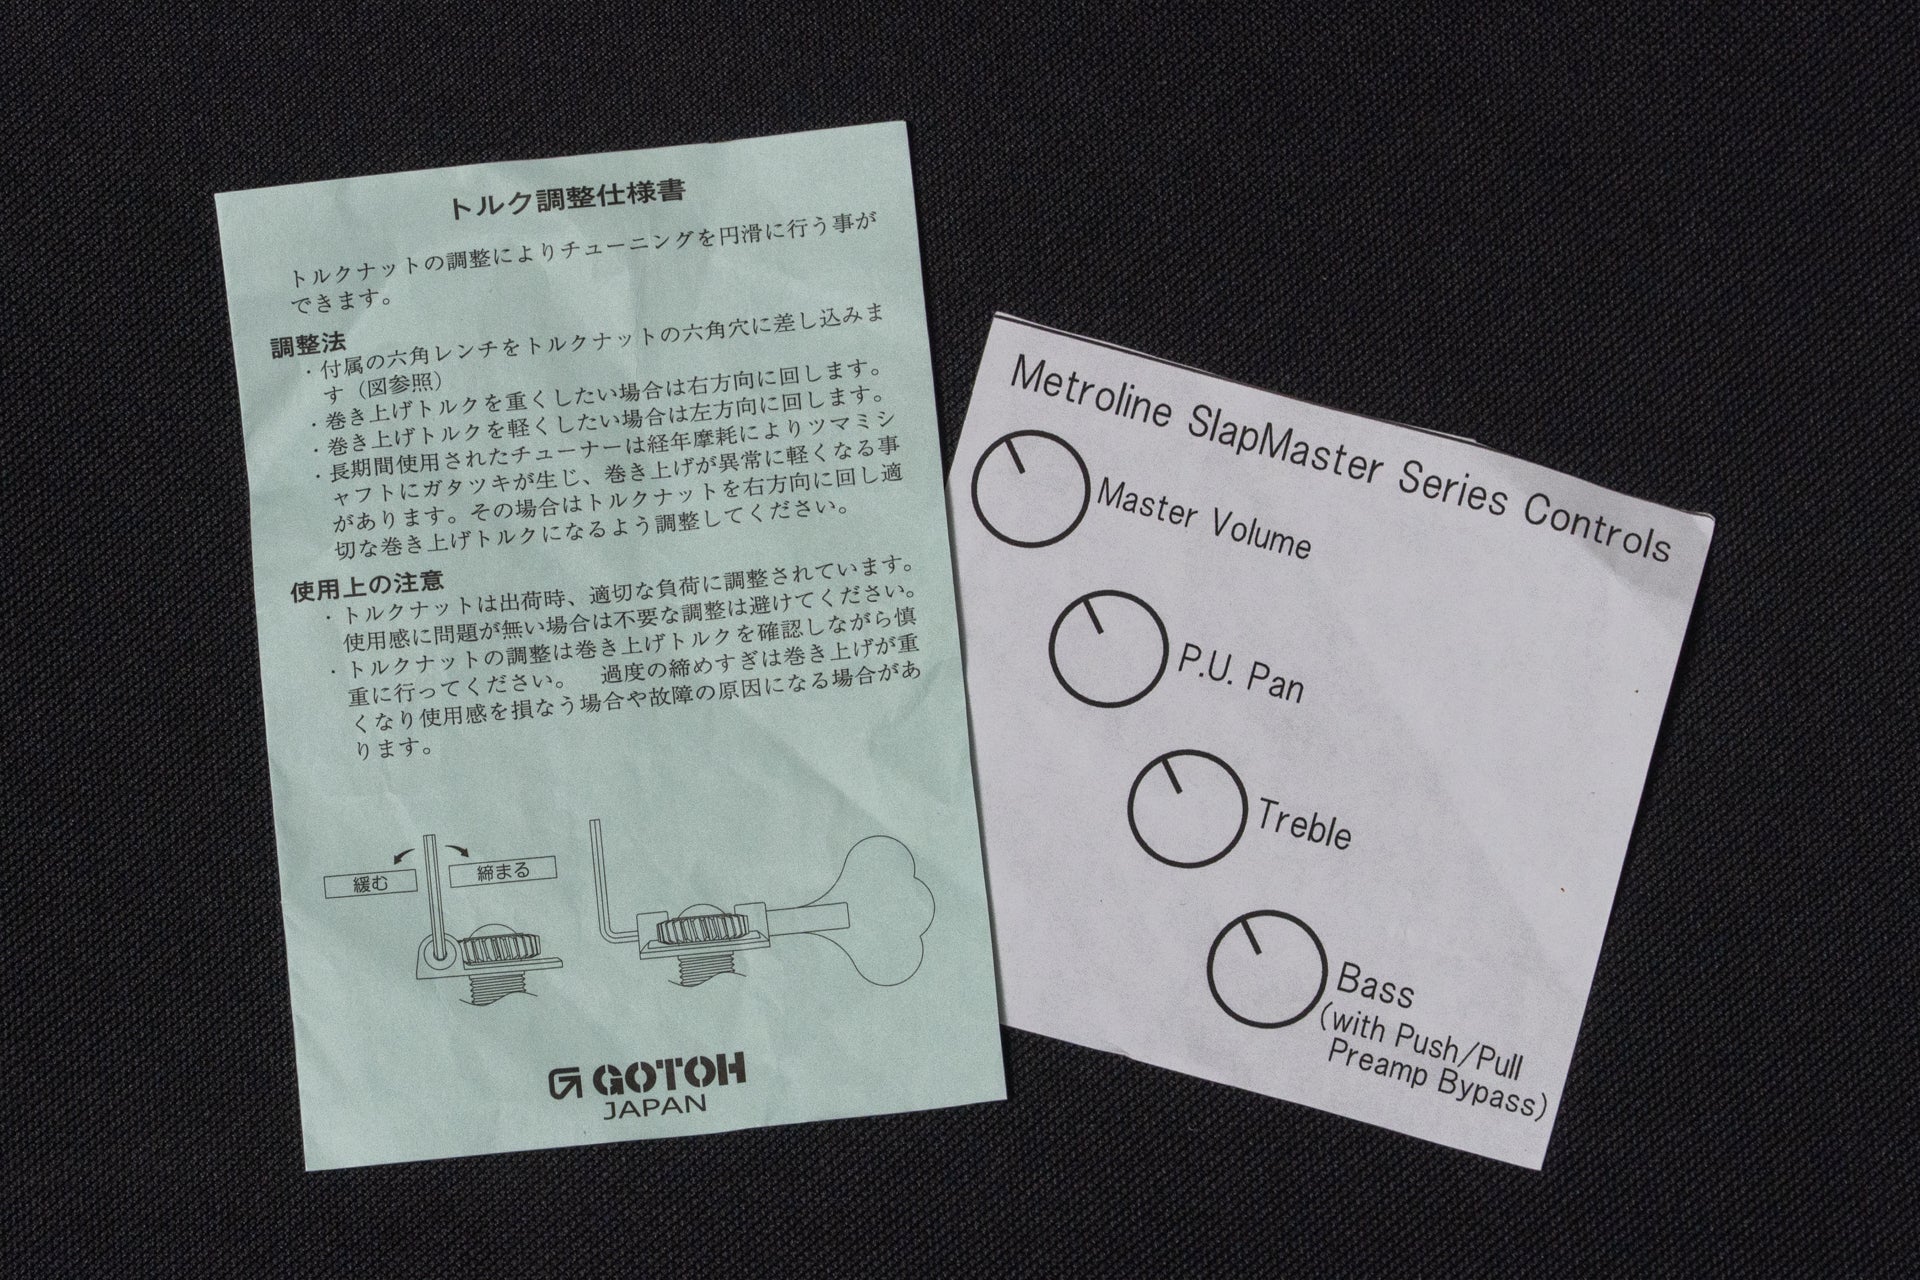 トルク調整仕様書
トルクナットの調整によりチューニングを円滑に行う事が
できます。
調整法
・付属の六角レンチをトルクナットの六角穴に差し込みま
す（図参照）
・巻き上げトルクを重くしたい場合は右方向に回します。
・巻き上げトルクを軽くしたい場合は左方向に回します。
・長期間使用されたチューナーは経年摩耗によりツマミシ
ャフトにガタツキが生じ、巻き上げが異常に軽くなる事
があります。その場合はトルクナットを右方向に回し適
切な巻き上げトルクになるよう調整してください。
使用上の注意
・トルクナットは出荷時、適切な負荷に調整されています。
使用感に問題が無い場合は不要な調整は避けてください。
・トルクナットの調整は巻き上げトルクを確認しながら慎
重に行ってください。　過度の締めすぎは巻き上げが重
くなり使用感を損なう場合や故障の原因になる場合があ
ります。
緩む
締まる
GOTOH
JAPAN
Metroline SlapMaster Series Controls
Master Volume
P.U. Pan
Treble
Bass
(with Push/Pull
Preamp Bypass)